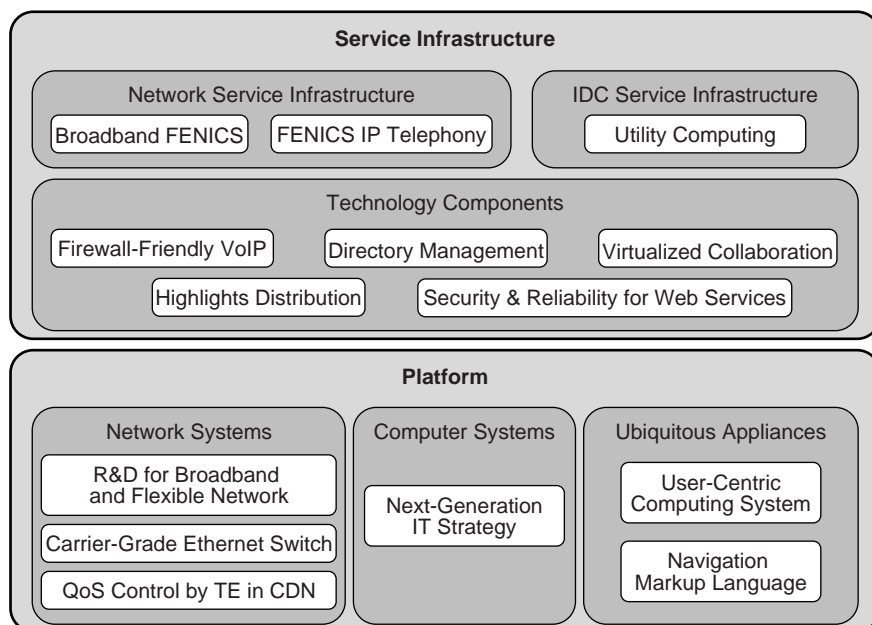 Service Infrastructure
Network Service Infrastructure
Broadband FENICS
FENICS IP Telephony
IDC Service Infrastructure
Utility Computing
Technology Components
Firewall-Friendly VoIP
Directory Management
Virtualized Collaboration
Highlights Distribution
Security & Reliability for Web Services
Platform
Network Systems
R&D for Broadband
and Flexible Network
Carrier-Grade Ethernet Switch
QoS Control by TE in CDN
Computer Systems
Next-Generation
IT Strategy
Ubiquitous Appliances
User-Centric
Computing System
Navigation
Markup Language